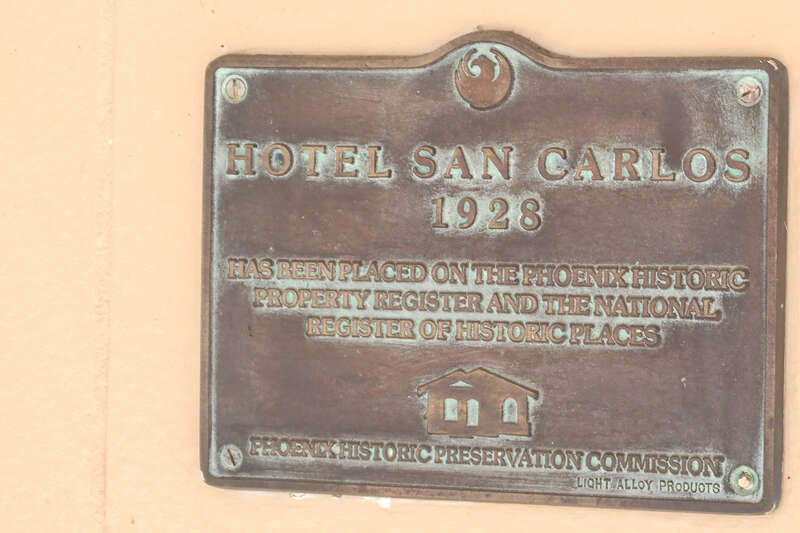 HOTEL SAN CARLOS
1928
HAS BEEN PLACED ON THE PHOENIX HISTORIC
PROPERTY REGISTER AND THE NATIONAL
REGISTER OF HISTORIC PLACES
PHOENIX HISTORIC PRESERVATION COMMISSION
LIGHT ALLOY PRODUCTS